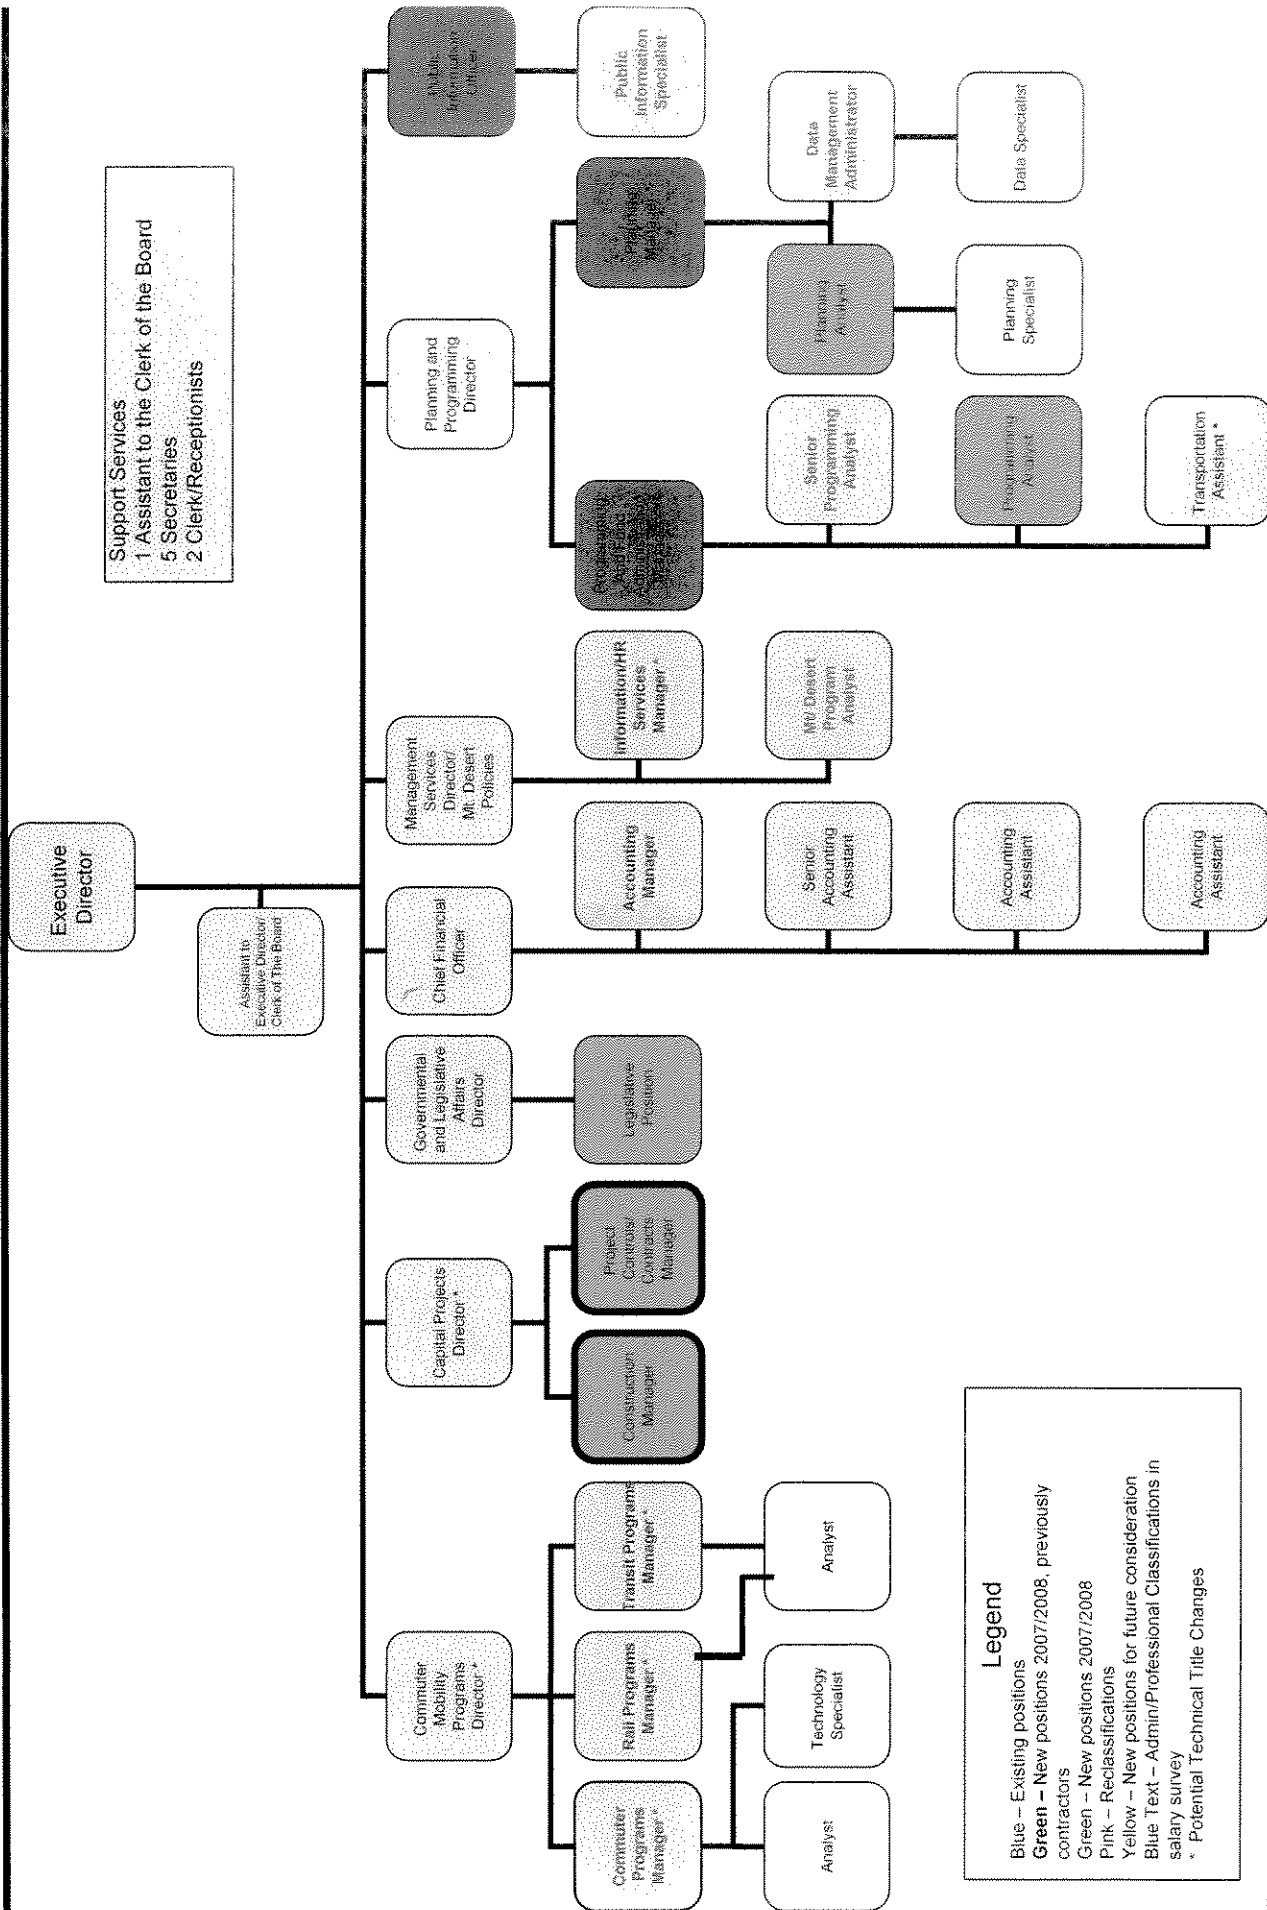 Executive
Director
Assistant to
Executive Director/
Clerk of The Board
Support Services
1 Assistant to the Clerk of the Board
5 Secretaries
2 Clerk/Receptionists
Commuter
Mobility
Programs
Director *
Capital Projects
Director *
Governmental
and Legislative
Affairs
Director
Chief Financial
Officer
Management
Services
Director/
Mt. Desert
Policies
Planning and
Programming
Director
Public
Information
Officer
Commuter
Programs
Manager *
Rail Programs
Manager *
Transit Programs
Manager *
Construction
Manager
Project
Controls/
Contracts
Manager
Legislative
Position
Accounting
Manager
Information/HR
Services
Manager *
Programming
And Fund
Administration
Planning
Manager
Public
Information
Specialist
Analyst
Technology
Specialist
Analyst
Senior
Accounting
Assistant
Mt/ Desert
Program
Analyst
Senior
Programming
Analyst
Planning
Analyst
Data
Management
Administrator
Accounting
Assistant
Programming
Analyst
Planning
Specialist
Data Specialist
Accounting
Assistant
Transportation
Assistant *
Legend
Blue – Existing positions
Green – New positions 2007/2008, previously
contractors
Green – New positions 2007/2008
Pink – Reclassifications
Yellow – New positions for future consideration
Blue Text – Admin/Professional Classifications in
salary survey
* Potential Technical Title Changes